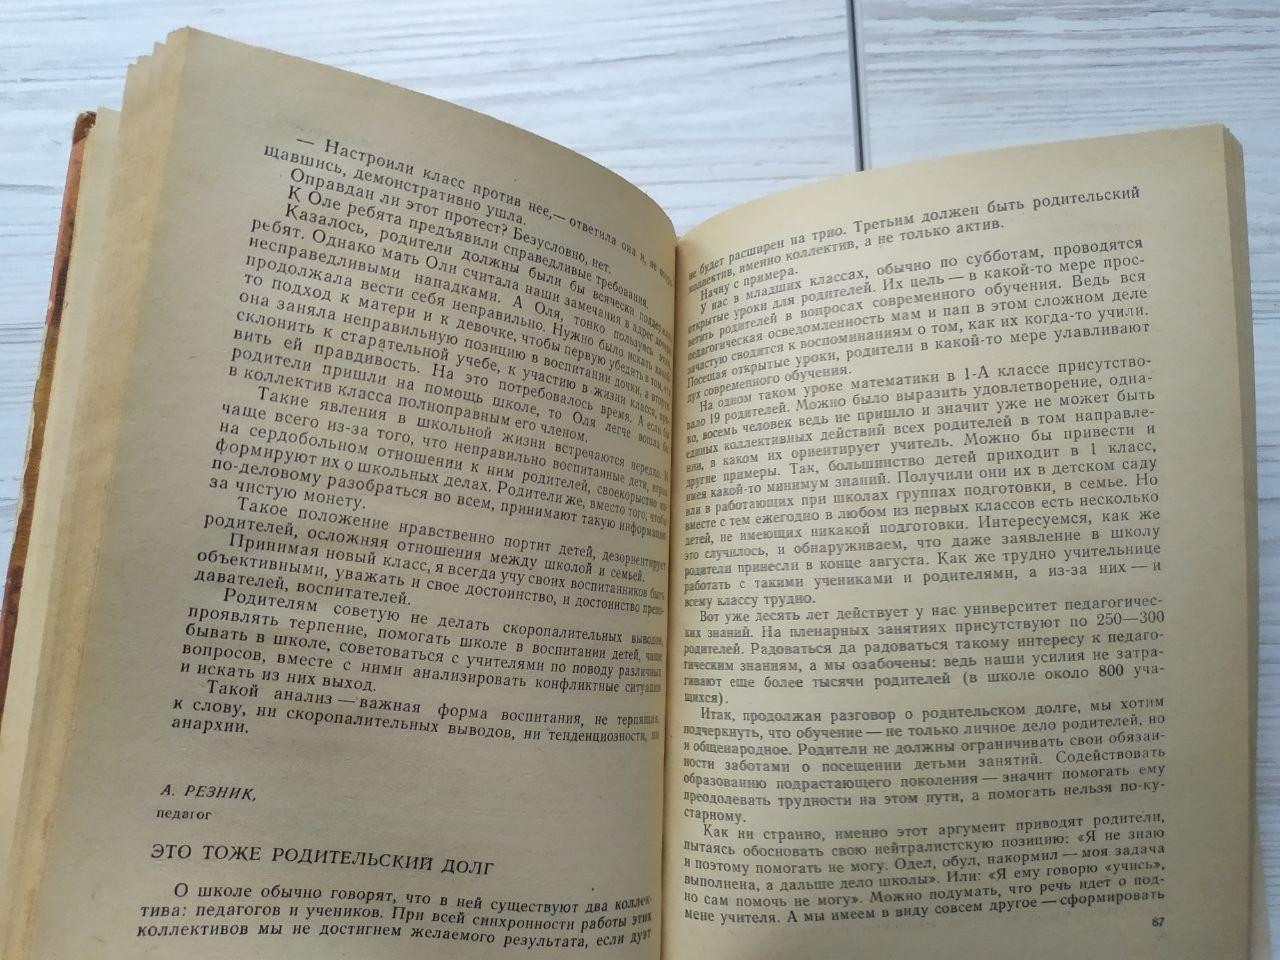 — Настроили класс против нее,— ответила она и, не
щавшись, демонстративно ушла.
Оправдан ли этот протест? Безусловно, нет.
К Оле ребята предъявили справедливые требования.
Казалось, родители должны были бы всячески
ребят. Однако мать Оли считала наши замечания в адрес дочери
несправедливыми нападками. А Оля, тонко пользуясь этим,
продолжала вести себя неправильно. Нужно было искать
то подход к матери и к девочке, чтобы первую убедить в том, что
она заняла неправильную позицию в воспитании дочки, а вторую
склонить к старательной учебе, к участию в жизни класса,
вить ей правдивость. На это потребовалось время. А если бы
родители пришли на помощь школе, то Оля легче вошла бы
в коллектив класса полноправным его членом.
Такие явления в школьной жизни встречаются нередко. И
чаще всего из-за того, что неправильно воспитанные дети, играя
на сердобольном отношении к ним родителей, своекорыстно ин-
формируют их о школьных делах. Родители же, вместо того, чтобы
по-деловому разобраться во всем, принимают такую информацию
за чистую монету.
Такое положение нравственно портит детей, дезориентирует
родителей, осложняя отношения между школой и семьей.
Принимая новый класс, я всегда учу своих воспитанников быть
объективными, уважать и свое достоинство, и достоинство препо-
давателей, воспитателей.
Родителям советую не делать скоропалительных выводов,
проявлять терпение, помогать школе в воспитании детей, чаще
бывать в школе, советоваться с учителями по поводу различных
вопросов, вместе с ними анализировать конфликтные ситуации
и искать из них выход.
Такой анализ — важная форма воспитания, не терпящая,
к слову, ни скоропалительных выводов, ни тенденциозности, ни
анархии.
А. РЕЗНИК,
педагог
ЭТО ТОЖЕ РОДИТЕЛЬСКИЙ ДОЛГ
О школе обычно говорят, что в ней существуют два коллек-
тива: педагогов и учеников. При всей синхронности работы этих
коллективов мы не достигнем желаемого результата, если дуэт
не будет расширен на трио. Третьим должен быть родительский
коллектив, именно коллектив, а не только актив.
Начну с примера.
У нас в младших классах, обычно по субботам, проводятся
открытые уроки для родителей. Их цель — в какой-то мере прос-
ветить родителей в вопросах современного обучения. Ведь вся
педагогическая осведомленность мам и пап в этом сложном деле
зачастую сводится к воспоминаниям о том, как их когда-то учили.
Посещая открытые уроки, родители в какой-то мере улавливают
дух современного обучения.
На одном таком уроке математики в 1-А классе присутство-
вало 19 родителей. Можно было выразить удовлетворение, одна-
ко, восемь человек ведь не пришло и значит уже не может быть
единых коллективных действий всех родителей в том направле-
нии, в каком их ориентирует учитель. Можно бы привести и
другие примеры. Так, большинство детей приходит в 1 класс,
имея какой-то минимум знаний. Получили они их в детском саду
или в работающих при школах группах подготовки, в семье. Но
вместе с тем ежегодно в любом из первых классов есть несколько
детей, не имеющих никакой подготовки. Интересуемся, как же
это случилось, и обнаруживаем, что даже заявление в школу
родители принесли в конце августа. Как же трудно учительнице
работать с такими учениками и родителями, а из-за них — и
всему классу трудно.
Вот уже десять лет действует у нас университет педагогичес-
ких знаний. На пленарных занятиях присутствуют по 250—300
родителей. Радоваться да радоваться такому интересу к педаго-
гическим знаниям, а мы озабочены: ведь наши усилия не затра-
гивают еще более тысячи родителей (в школе около 800 уча-
щихся).
Итак, продолжая разговор о родительском долге, мы хотим
подчеркнуть, что обучение — не только личное дело родителей, но
и общенародное. Родители не должны ограничивать свои обязан-
ности заботами о посещении детьми занятий. Содействовать
образованию подрастающего поколения — значит помогать ему
преодолевать трудности на этом пути, а помогать нельзя по-ку-
старному.
Как ни странно, именно этот аргумент приводят родители,
пытаясь обосновать свою нейтралистскую позицию: «Я не знаю
и поэтому помогать не могу. Одел, обул, накормил — моя задача
выполнена, а дальше дело школы». Или: «Я ему говорю «учись»,
но сам помочь не могу». Можно подумать, что речь идет о под-
мене учителя. А мы имеем в виду совсем другое — сформировать
87